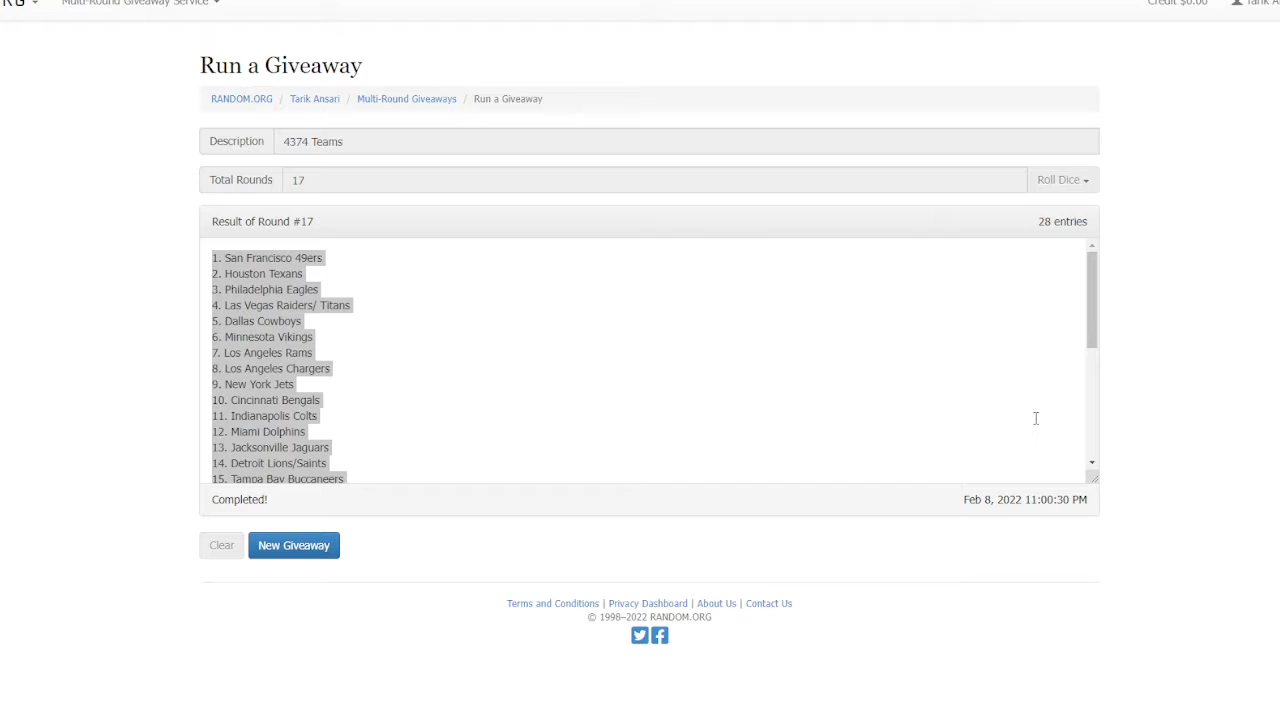 Multi-Round Giveaway Service
Credit $0.00
Tarik
Run a Giveaway
RANDOM.ORG / Tarik Ansari / Multi-Round Giveaways / Run a Giveaway
Description 4374 Teams
Total Rounds 17 Roll Dice
Result of Round #17 28 entries
1. San Francisco 49ers
2. Houston Texans
3. Philadelphia Eagles
4. Las Vegas Raiders/ Titans
5. Dallas Cowboys
6. Minnesota Vikings
7. Los Angeles Rams
8. Los Angeles Chargers
9. New York Jets
10. Cincinnati Bengals
11. Indianapolis Colts
12. Miami Dolphins
13. Jacksonville Jaguars
14. Detroit Lions/Saints
15. Tampa Bay Buccaneers
Completed! Feb 8, 2022 11:00:30 PM
Clear New Giveaway
Terms and Conditions | Privacy Dashboard | About Us | Contact Us
© 1998–2022 RANDOM.ORG